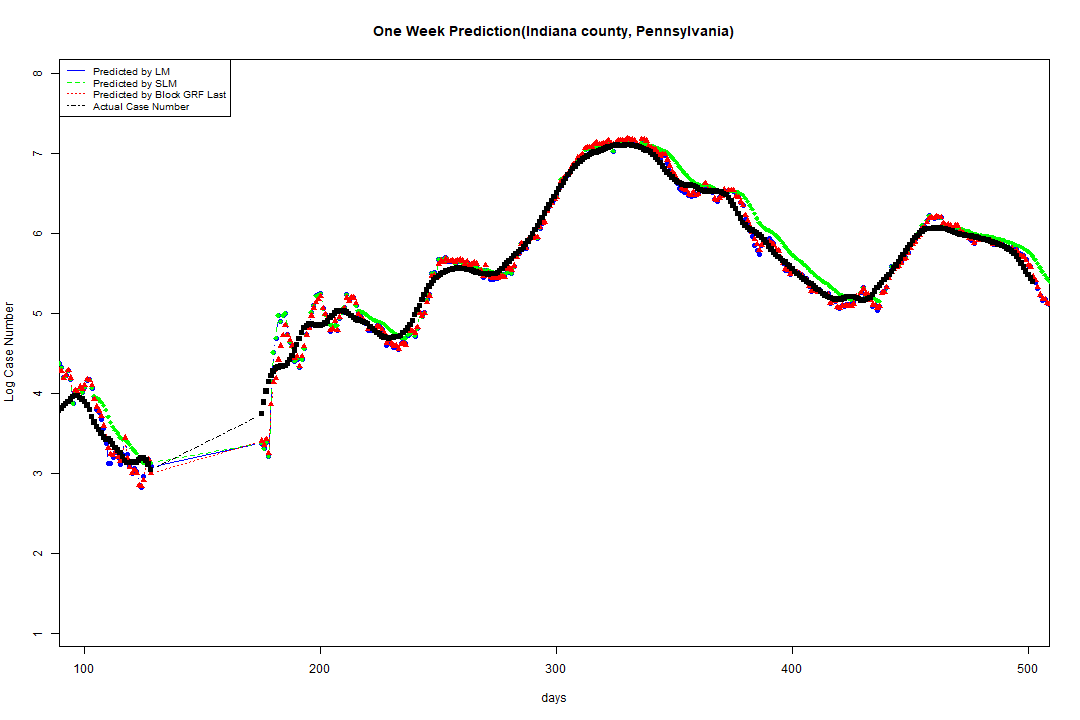 One Week Prediction(Indiana county, Pennsylvania)
Predicted by LM
Predicted by SLM
Predicted by Block GRF Last
Actual Case Number
8
7
6
5
4
3
2
1
Log Case Number
100 200 300 400 500
days